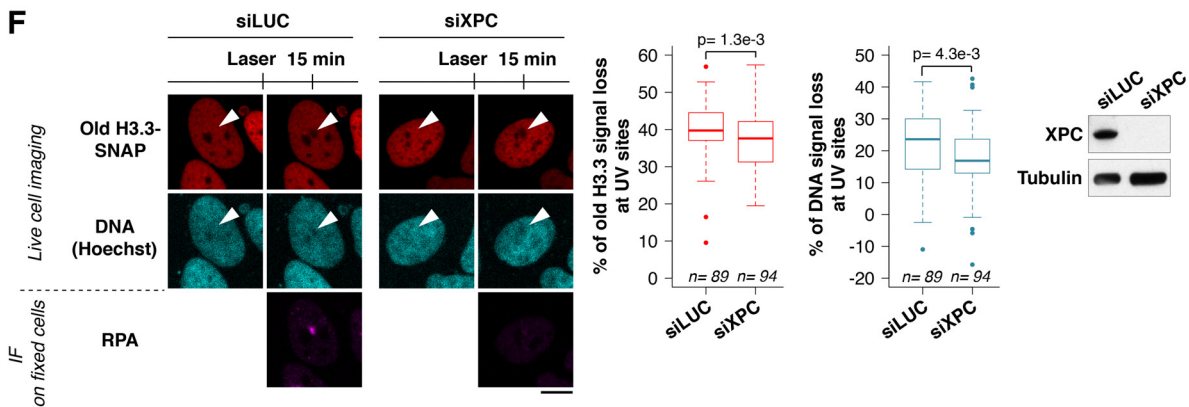 F
siLUC
siXPC
Laser 15 min
Laser 15 min
Live cell imaging
Old H3.3-
SNAP
DNA
(Hoechst)
IF
on fixed cells
RPA
% of old H3.3 signal loss
at UV sites
60
50
40
30
20
10
0
p= 1.3e-3
n= 89
n= 94
siLUC
siXPC
% of DNA signal loss
at UV sites
50
40
30
20
10
0
-10
-20
p= 4.3e-3
n= 89
n= 94
siLUC
siXPC
siLUC
siXPC
XPC
Tubulin